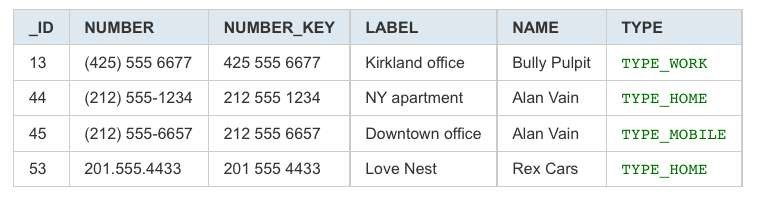 _ID NUMBER NUMBER_KEY LABEL NAME TYPE
13 (425) 555 6677 425 555 6677 Kirkland office Bully Pulpit TYPE_WORK
44 (212) 555-1234 212 555 1234 NY apartment Alan Vain TYPE_HOME
45 (212) 555-6657 212 555 6657 Downtown office Alan Vain TYPE_MOBILE
53 201.555.4433 201 555 4433 Love Nest Rex Cars TYPE_HOME